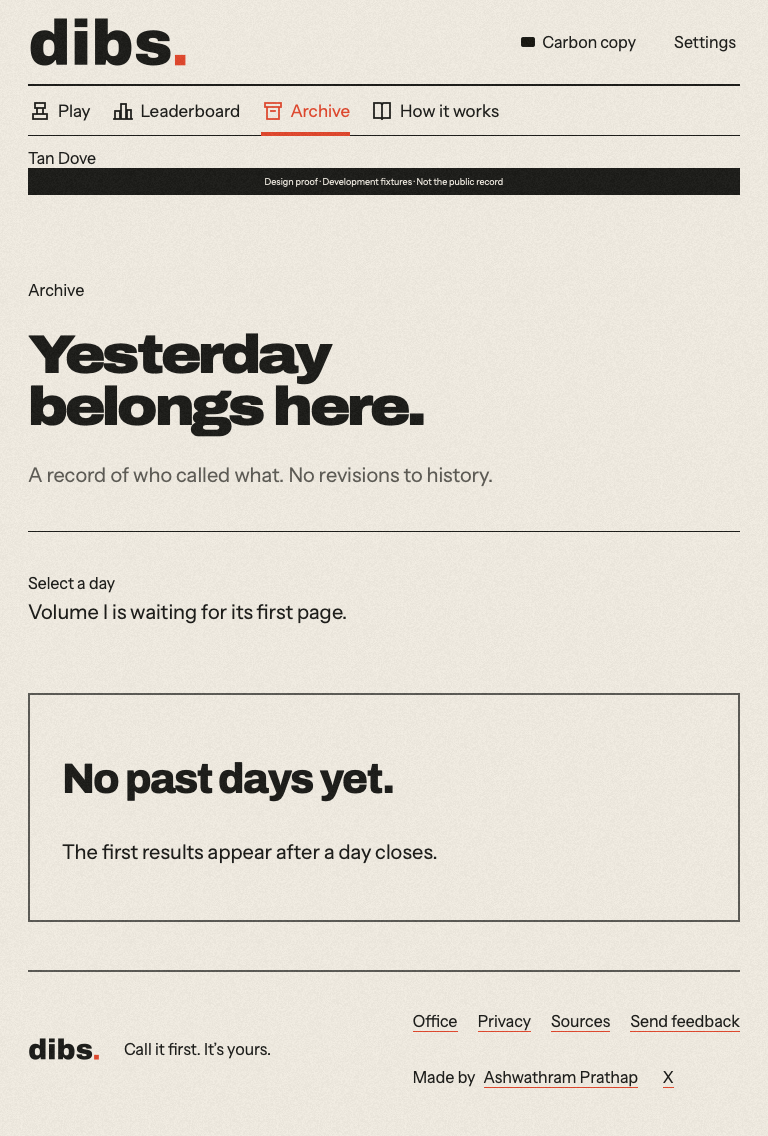 dibs.
Carbon copy
Settings
Play
Leaderboard
Archive
How it works
Tan Dove
Design proof · Development fixtures · Not the public record
Archive
Yesterday
belongs here.
A record of who called what. No revisions to history.
Select a day
Volume I is waiting for its first page.
No past days yet.
The first results appear after a day closes.
dibs.
Call it first. It's yours.
Office
Privacy
Sources
Send feedback
Made by Ashwathram Prathap
X